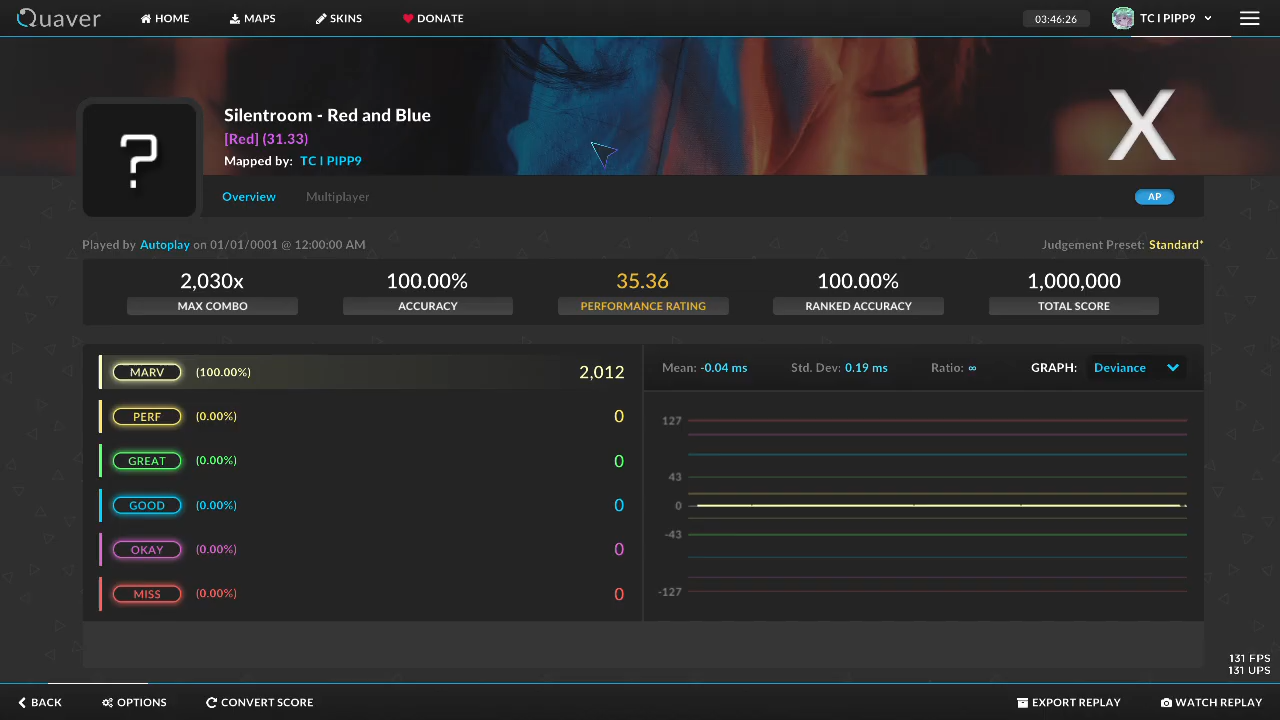 Quaver HOME MAPS SKINS DONATE 03:46:26 TC I PIPP9
Silentroom - Red and Blue
[Red] (31.33)
Mapped by: TC I PIPP9
?
X
Overview Multiplayer AP
Played by Autoplay on 01/01/0001 @ 12:00:00 AM Judgement Preset: Standard*
2,030x 100.00% 35.36 100.00% 1,000,000
MAX COMBO ACCURACY PERFORMANCE RATING RANKED ACCURACY TOTAL SCORE
MARV (100.00%) 2,012
PERF (0.00%) 0
GREAT (0.00%) 0
GOOD (0.00%) 0
OKAY (0.00%) 0
MISS (0.00%) 0
Mean: -0.04 ms Std. Dev: 0.19 ms Ratio: ∞ GRAPH: Deviance
127
43
0
-43
-127
131 FPS
131 UPS
BACK OPTIONS CONVERT SCORE EXPORT REPLAY WATCH REPLAY